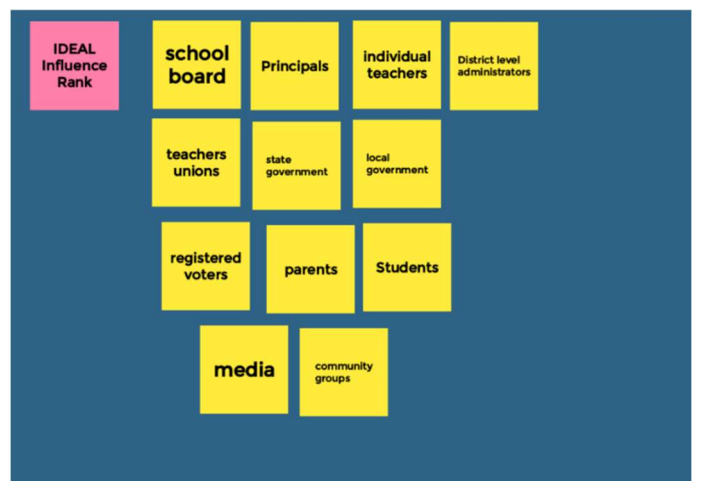 IDEAL
Influence
Rank
school
board
Principals
individual
teachers
District level
administrators
teachers
unions
state
government
local
government
registered
voters
parents
Students
media
community
groups